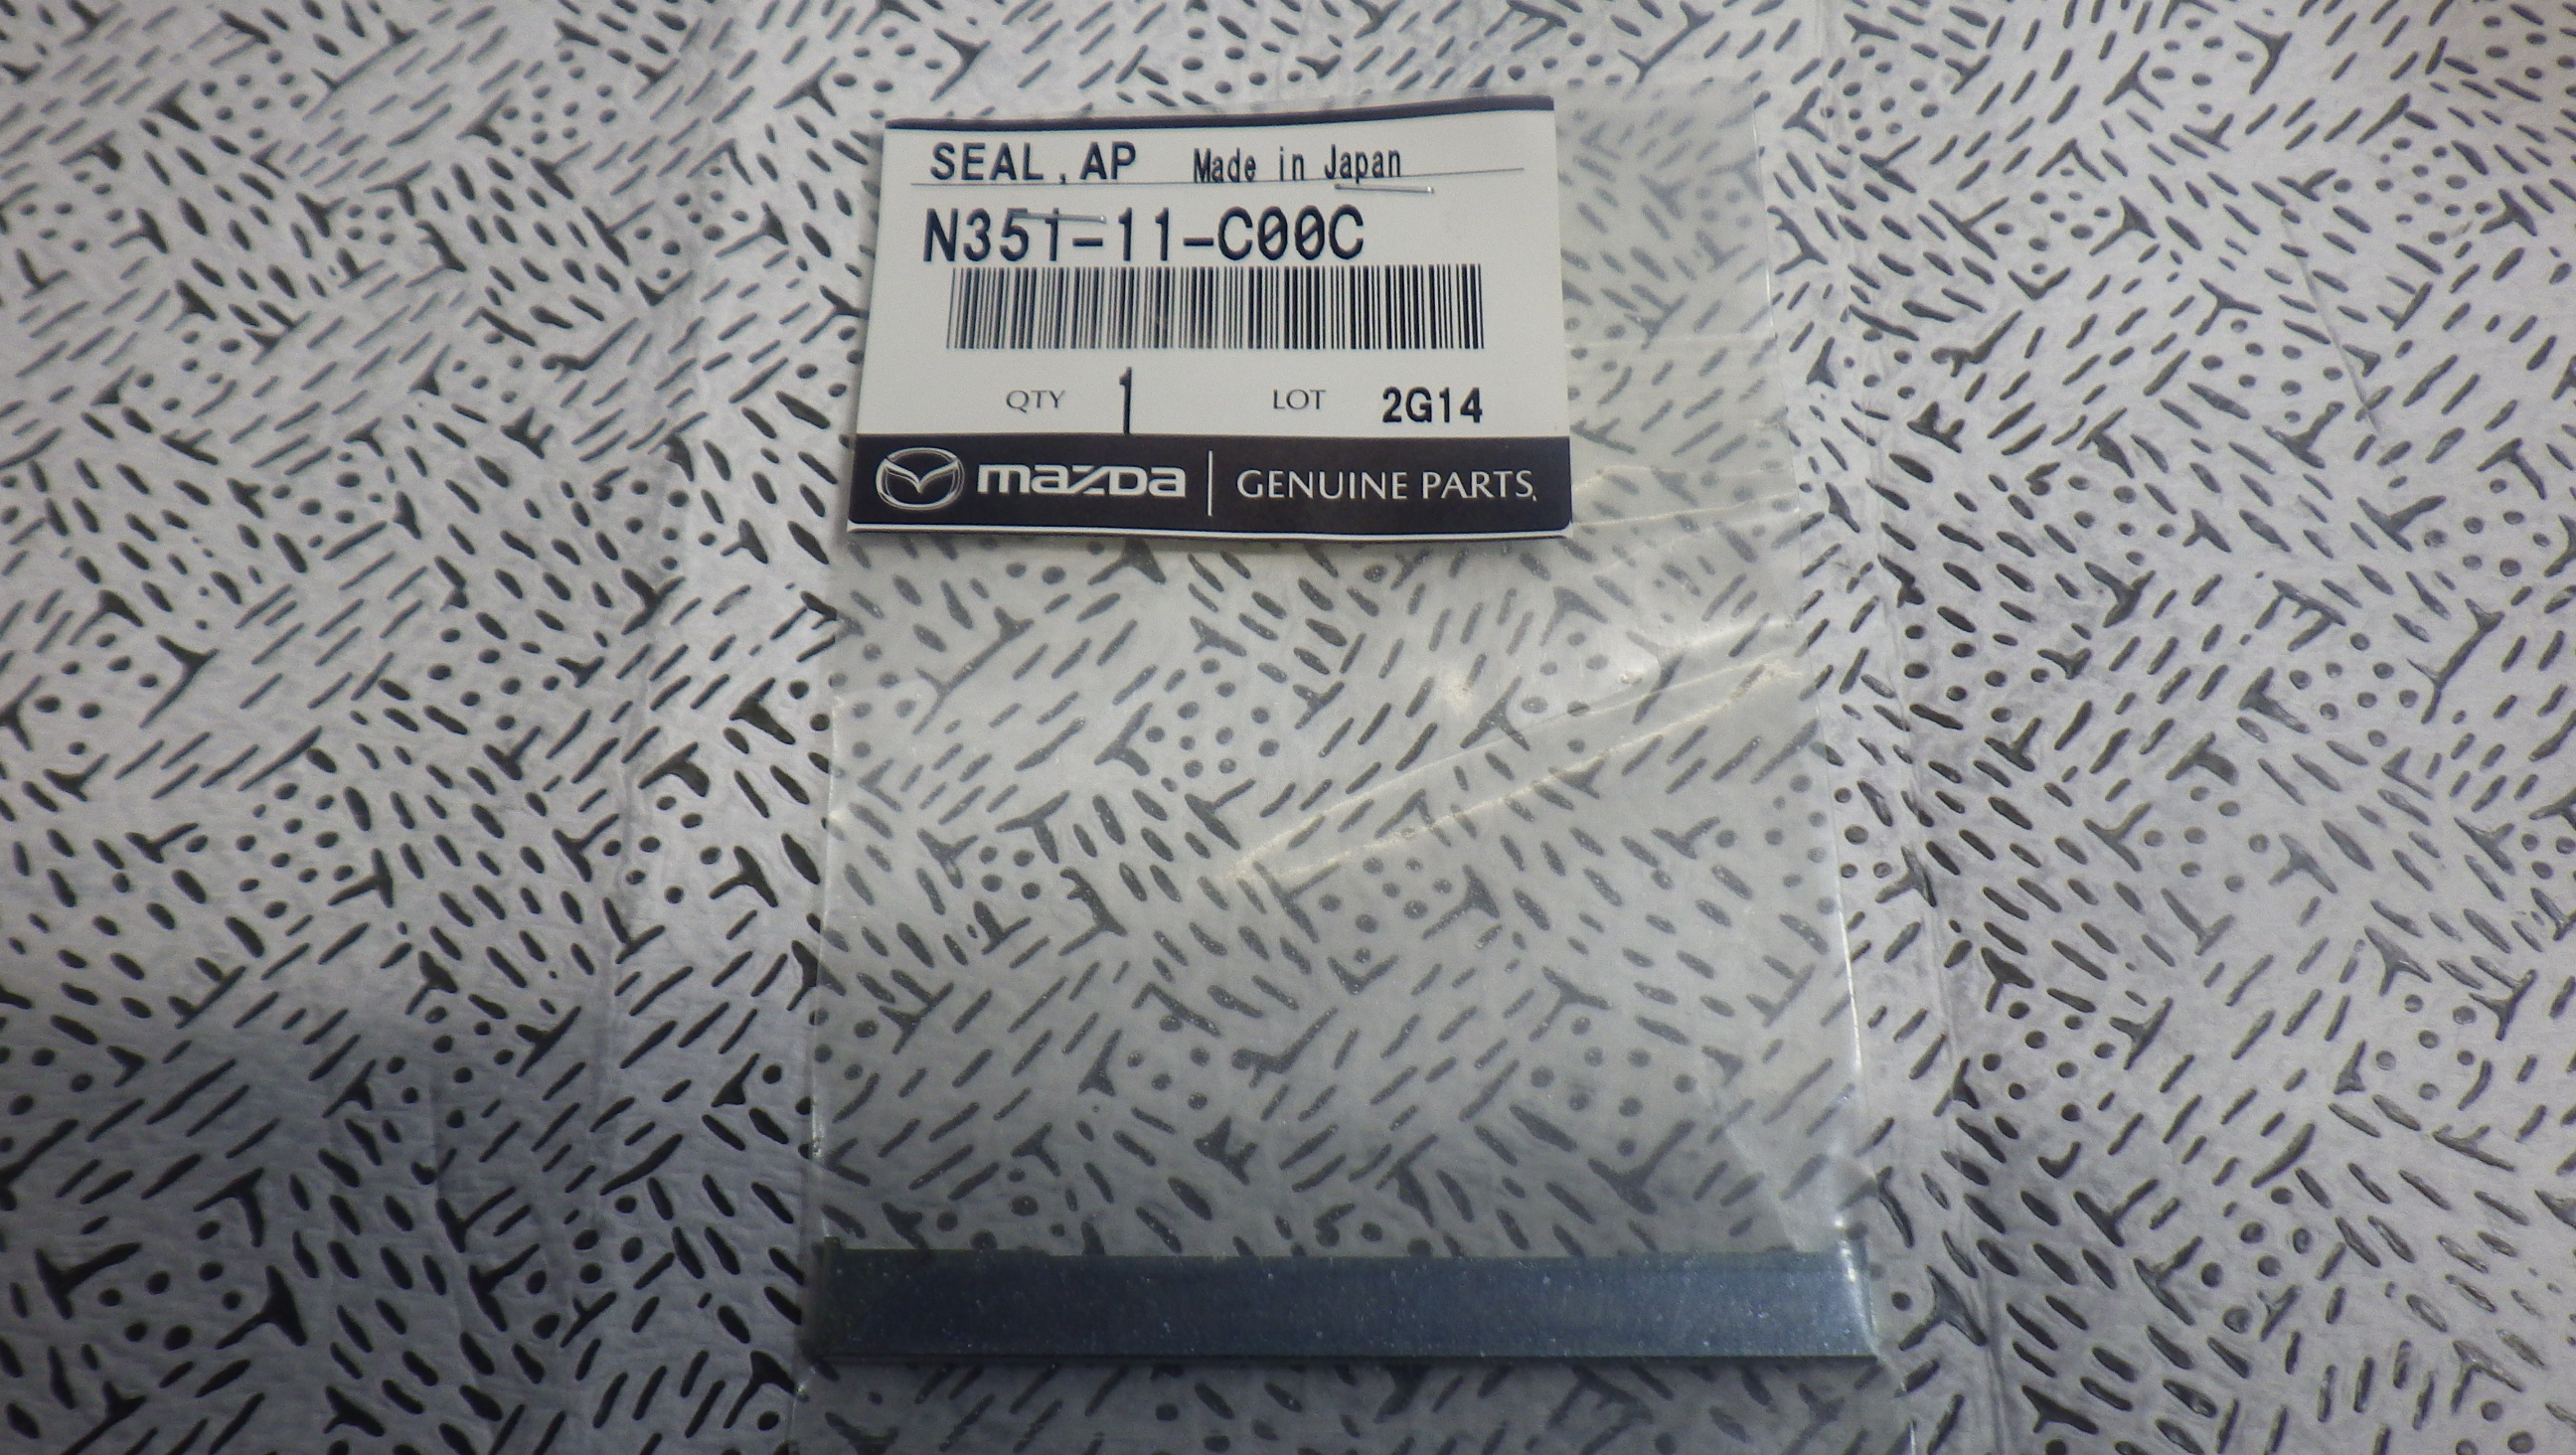 SEAL,AP Made in Japan
N351-11-C00C
QTY 1 LOT 2G14
mazda GENUINE PARTS